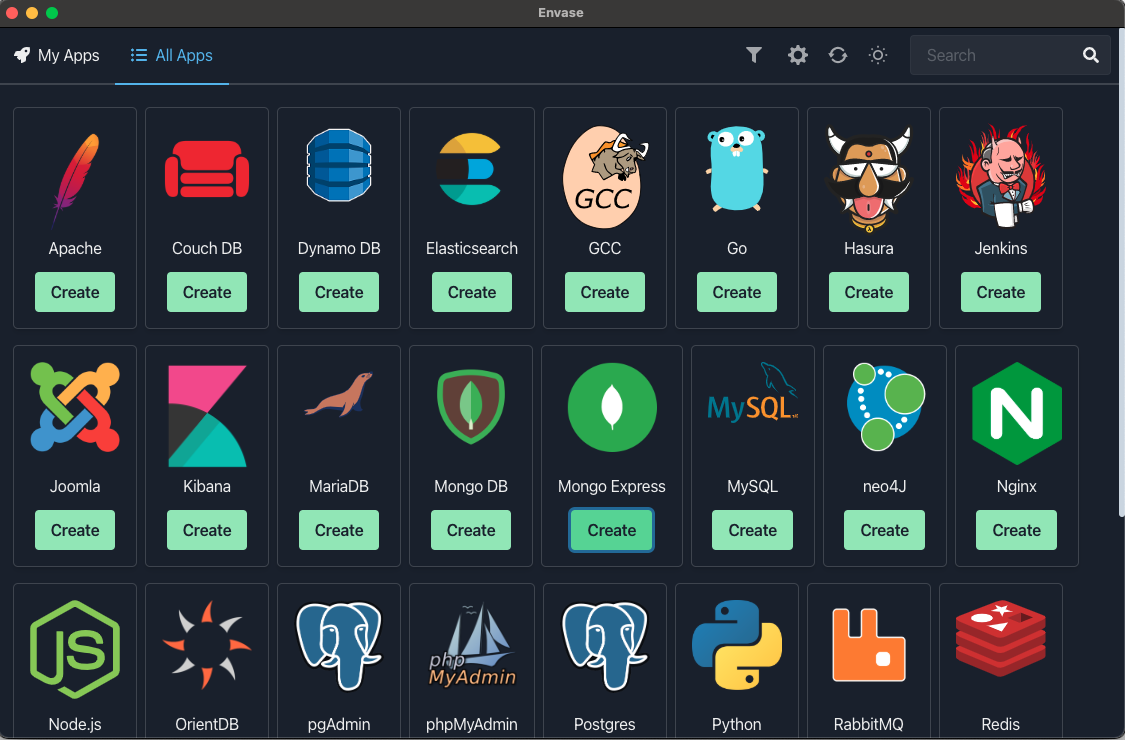 Envase
My Apps All Apps Search
GCC
Apache Couch DB Dynamo DB Elasticsearch GCC Go Hasura Jenkins
Create Create Create Create Create Create Create Create
MySQL
N
Joomla Kibana MariaDB Mongo DB Mongo Express MySQL neo4J Nginx
Create Create Create Create Create Create Create Create
JS
php
MyAdmin
Node.js OrientDB pgAdmin phpMyAdmin Postgres Python RabbitMQ Redis